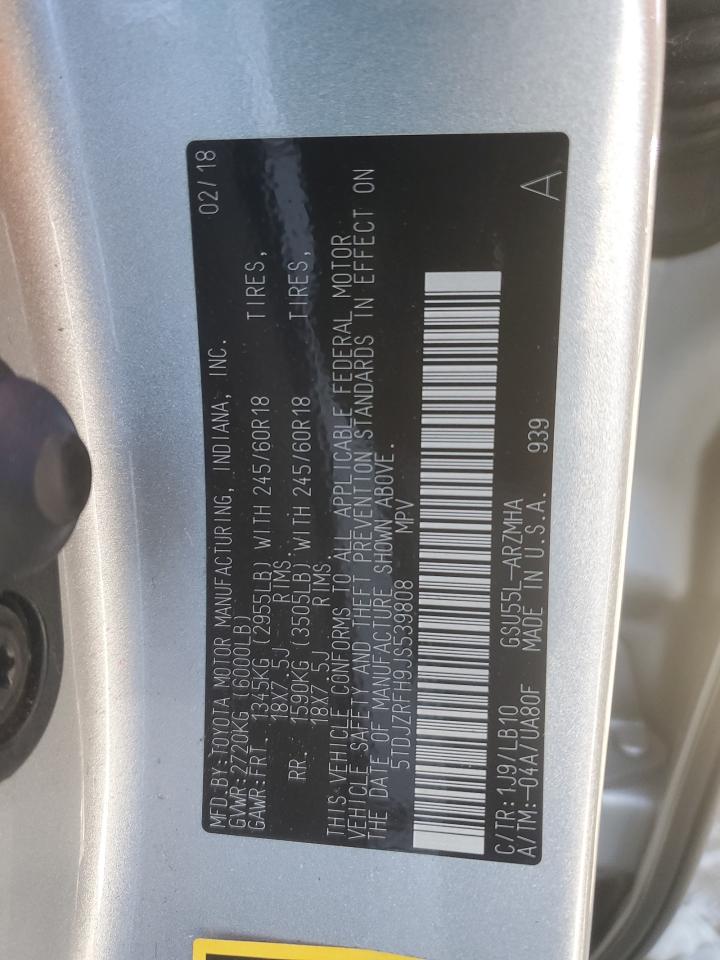 MFD.BY:TOYOTA MOTOR MANUFACTURING, INDIANA, INC. 02/18
GVWR:2720KG (6000LB)
GAWR:FRT 1345KG (2955LB) WITH 245/60R18 TIRES,
18X7.5J RIMS.
RR. 1590KG (3505LB) WITH 245/60R18 TIRES,
18X7.5J RIMS.
THIS VEHICLE CONFORMS TO ALL APPLICABLE FEDERAL MOTOR
VEHICLE SAFETY AND THEFT PREVENTION STANDARDS IN EFFECT ON
THE DATE OF MANUFACTURE SHOWN ABOVE.
5TDJZRFH9JS539808 MPV
C/TR:1J9/LB10 GSU55L-ARZMHA A
A/TM:-04A/UA80F MADE IN U.S.A. 939